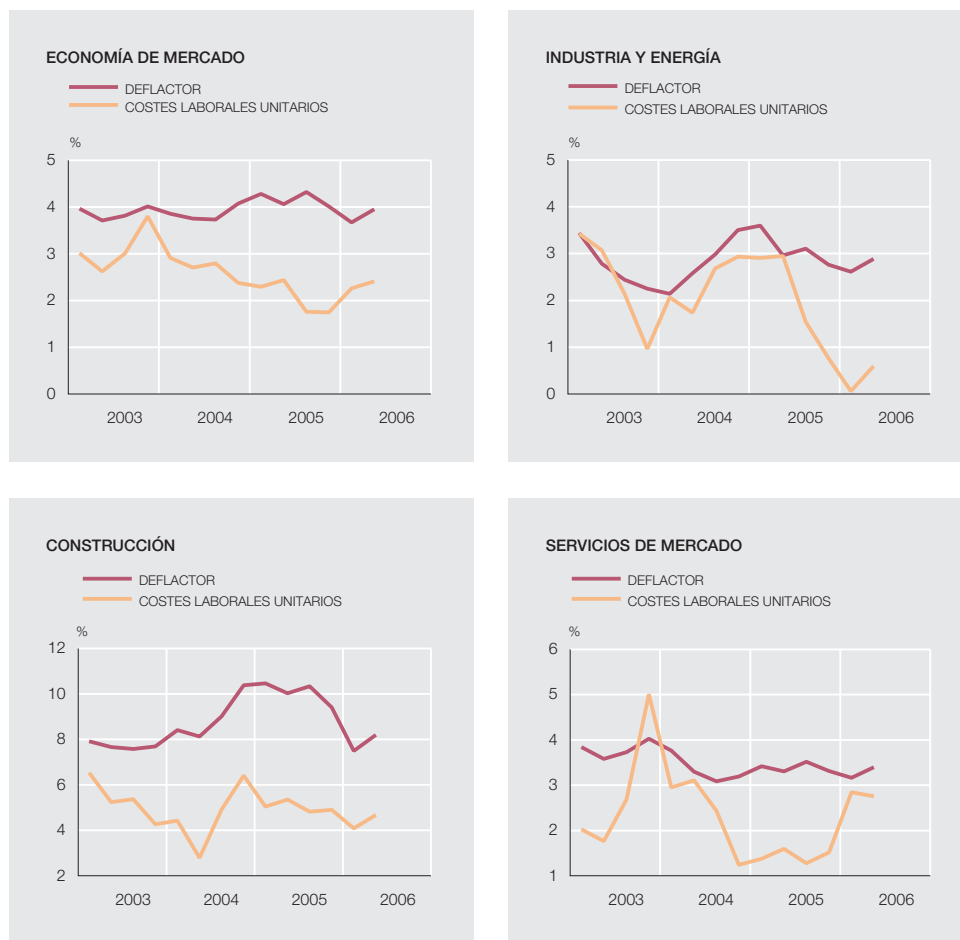 ECONOMÍA DE MERCADO
DEFLACTOR
COSTES LABORALES UNITARIOS
%
5
4
3
2
1
0
2003 2004 2005 2006
INDUSTRIA Y ENERGÍA
DEFLACTOR
COSTES LABORALES UNITARIOS
%
5
4
3
2
1
0
2003 2004 2005 2006
CONSTRUCCIÓN
DEFLACTOR
COSTES LABORALES UNITARIOS
%
12
10
8
6
4
2
2003 2004 2005 2006
SERVICIOS DE MERCADO
DEFLACTOR
COSTES LABORALES UNITARIOS
%
6
5
4
3
2
1
2003 2004 2005 2006